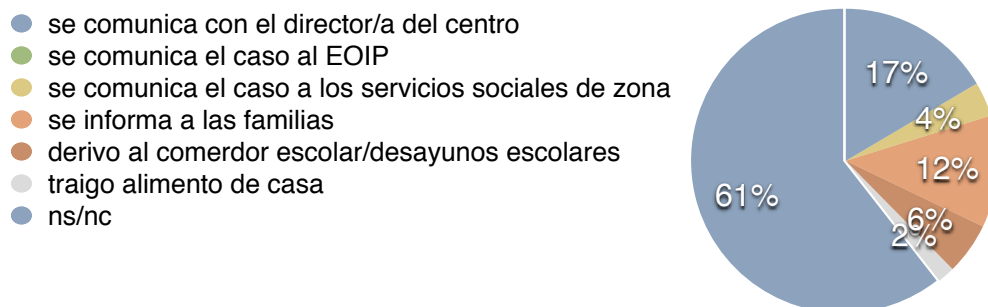 se comunica con el director/a del centro
se comunica el caso al EOIP
se comunica el caso a los servicios sociales de zona
se informa a las familias
derivo al comerdor escolar/desayunos escolares
traigo alimento de casa
ns/nc
17%
4%
12%
61%
6%
2%